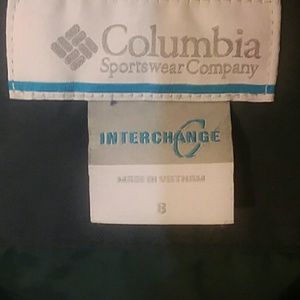 Columbia
Sportswear Company
INTERCHANGE
MADE IN VIETNAM
8